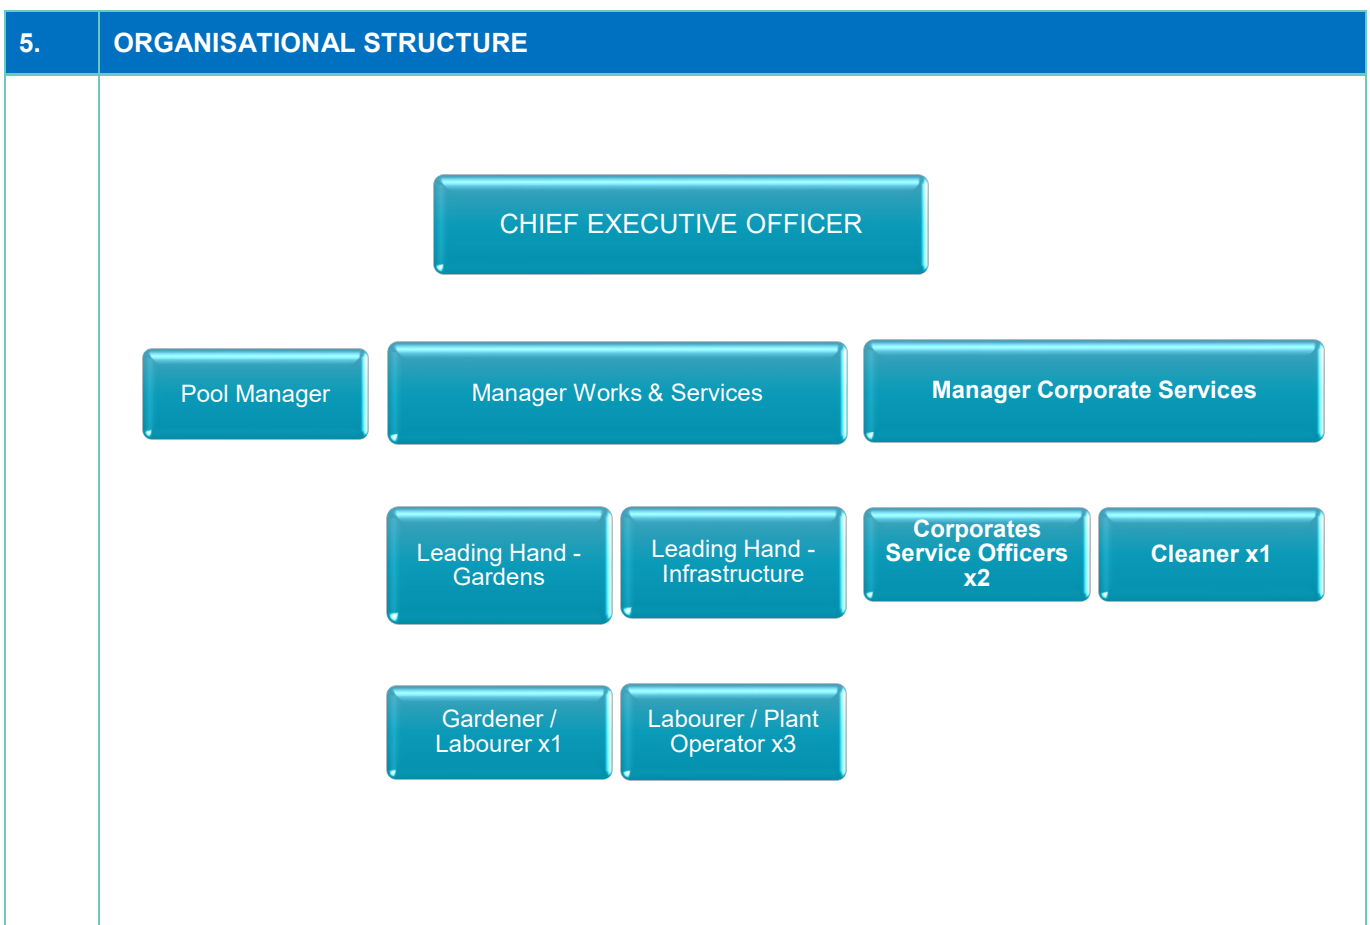 5. ORGANISATIONAL STRUCTURE
CHIEF EXECUTIVE OFFICER
Pool Manager
Manager Works & Services
Manager Corporate Services
Leading Hand -
Gardens
Leading Hand -
Infrastructure
Corporates
Service Officers
x2
Cleaner x1
Gardener /
Labourer x1
Labourer / Plant
Operator x3